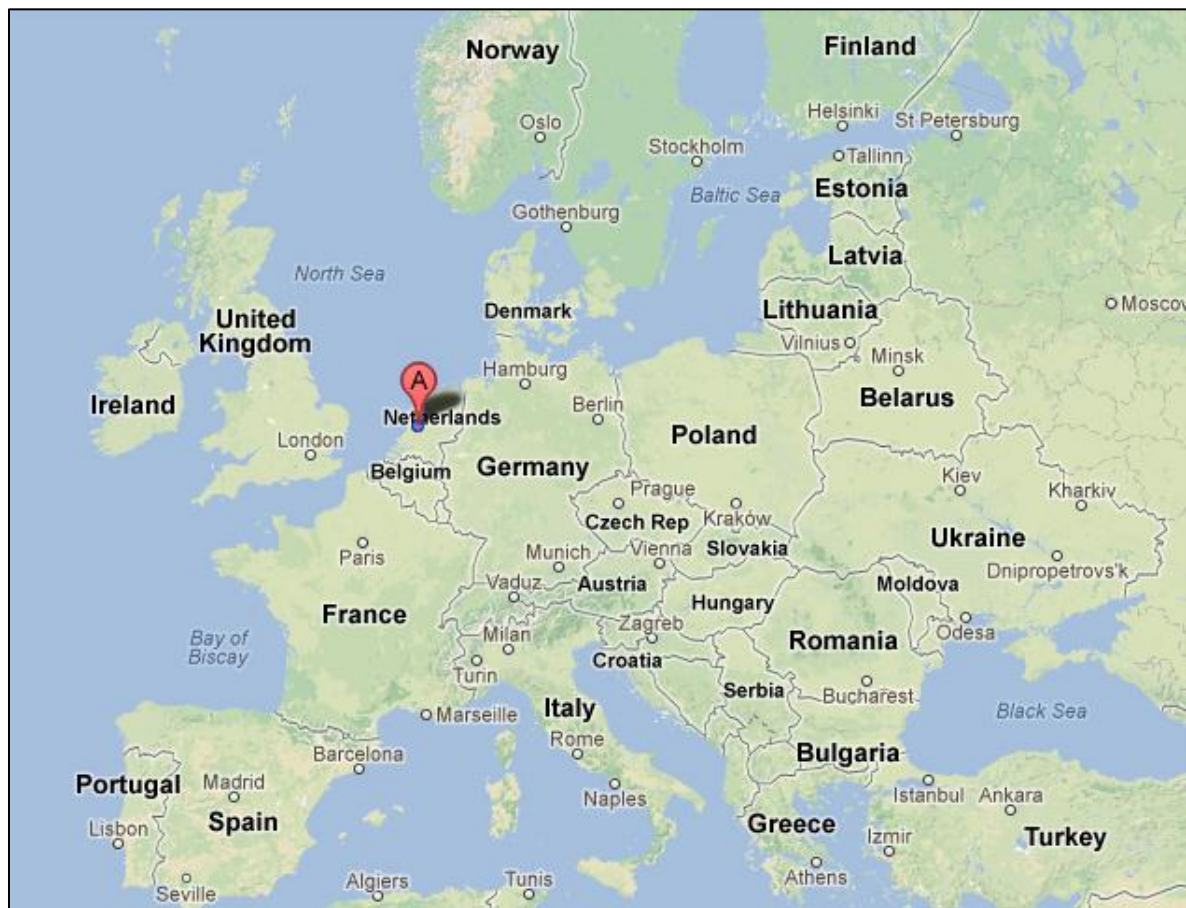 Norway
Finland
Helsinki
St Petersburg
Oslo
Stockholm
Tallinn
Baltic Sea
Estonia
Gothenburg
Latvia
North Sea
Denmark
Lithuania
Moscow
United
Kingdom
Vilnius
Minsk
Hamburg
A
Belarus
Ireland
Berlin
Netherlands
Poland
London
Belgium
Germany
Kiev
Kharkiv
Prague
Kraków
Czech Rep
Ukraine
Paris
Munich
Vienna
Slovakia
Dnipropetrovs'k
Vaduz
Austria
Moldova
Hungary
France
Zagreb
Odesa
Bay of
Biscay
Milan
Romania
Croatia
Turin
Serbia
Bucharest
Italy
Marseille
Black Sea
Rome
Barcelona
Bulgaria
Portugal
Madrid
Istanbul
Ankara
Naples
Spain
Greece
Lisbon
Izmir
Turkey
Athens
Seville
Algiers
Tunis